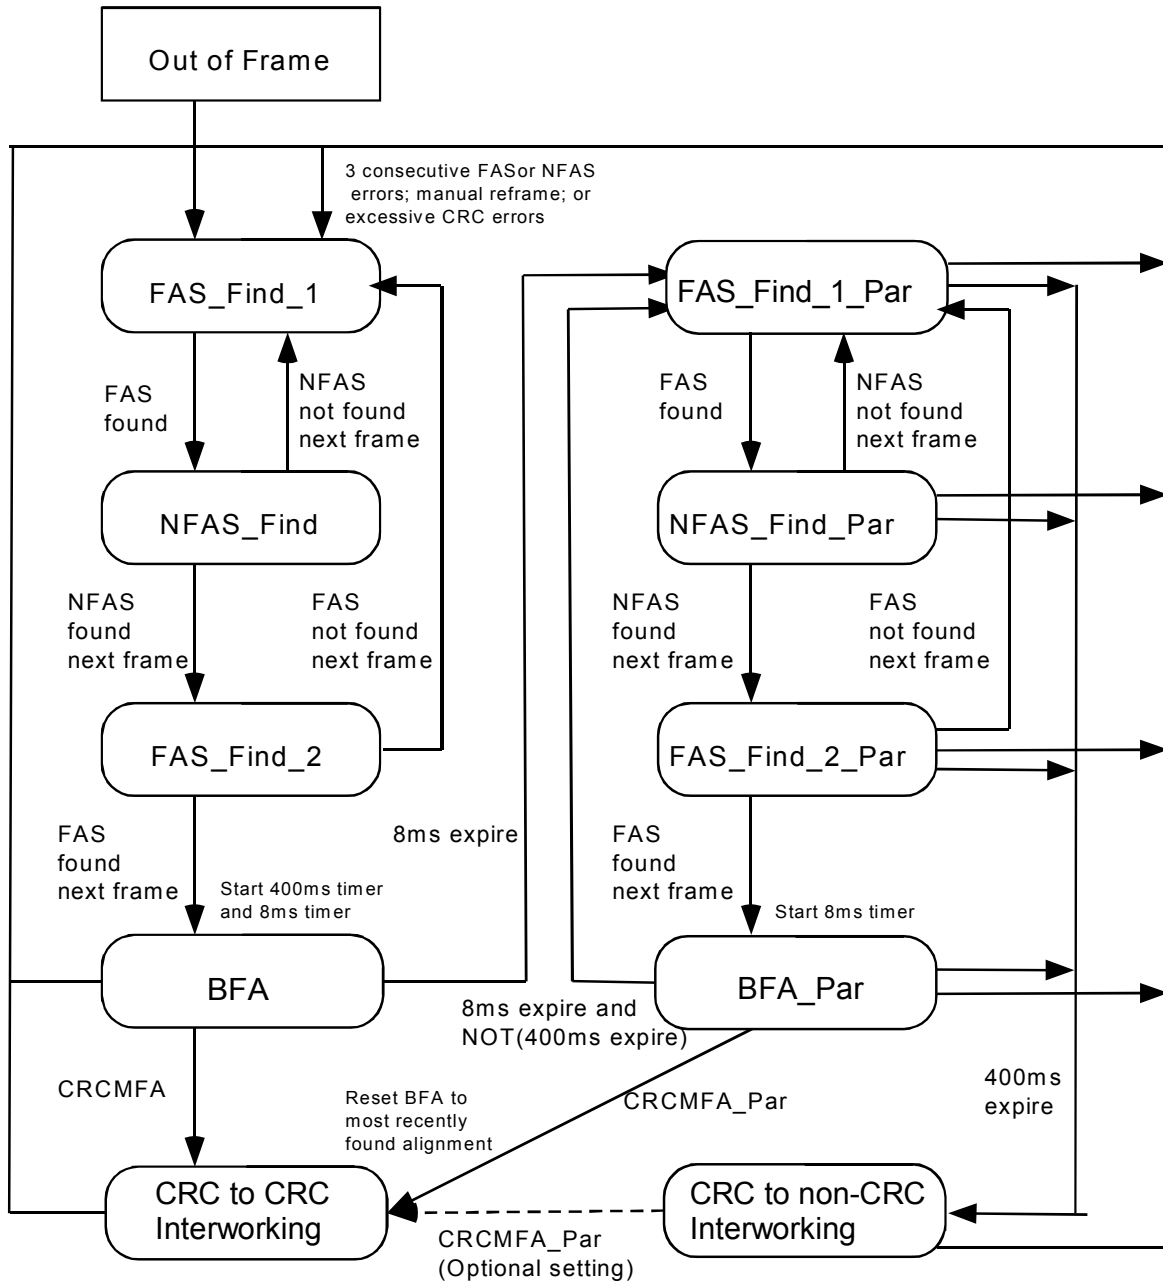 Out of Frame
3 consecutive FASor NFAS
errors; manual reframe; or
excessive CRC errors
FAS_Find_1
FAS_Find_1_Par
FAS
found
NFAS
not found
next frame
FAS
found
NFAS
not found
next frame
NFAS_Find
NFAS_Find_Par
NFAS
found
next frame
FAS
not found
next frame
NFAS
found
next frame
FAS
not found
next frame
FAS_Find_2
FAS_Find_2_Par
FAS
found
next frame
8ms expire
FAS
found
next frame
Start 400ms timer
and 8ms timer
Start 8ms timer
BFA
BFA_Par
8ms expire and
NOT(400ms expire)
CRCMFA
Reset BFA to
most recently
found alignment
CRCMFA_Par
400ms
expire
CRC to CRC
Interworking
CRC to non-CRC
Interworking
CRCMFA_Par
(Optional setting)